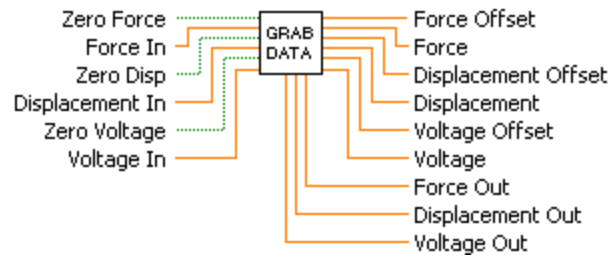 Zero Force
Force In
Zero Disp
Displacement In
Zero Voltage
Voltage In
GRAB
DATA
Force Offset
Force
Displacement Offset
Displacement
Voltage Offset
Voltage
Force Out
Displacement Out
Voltage Out